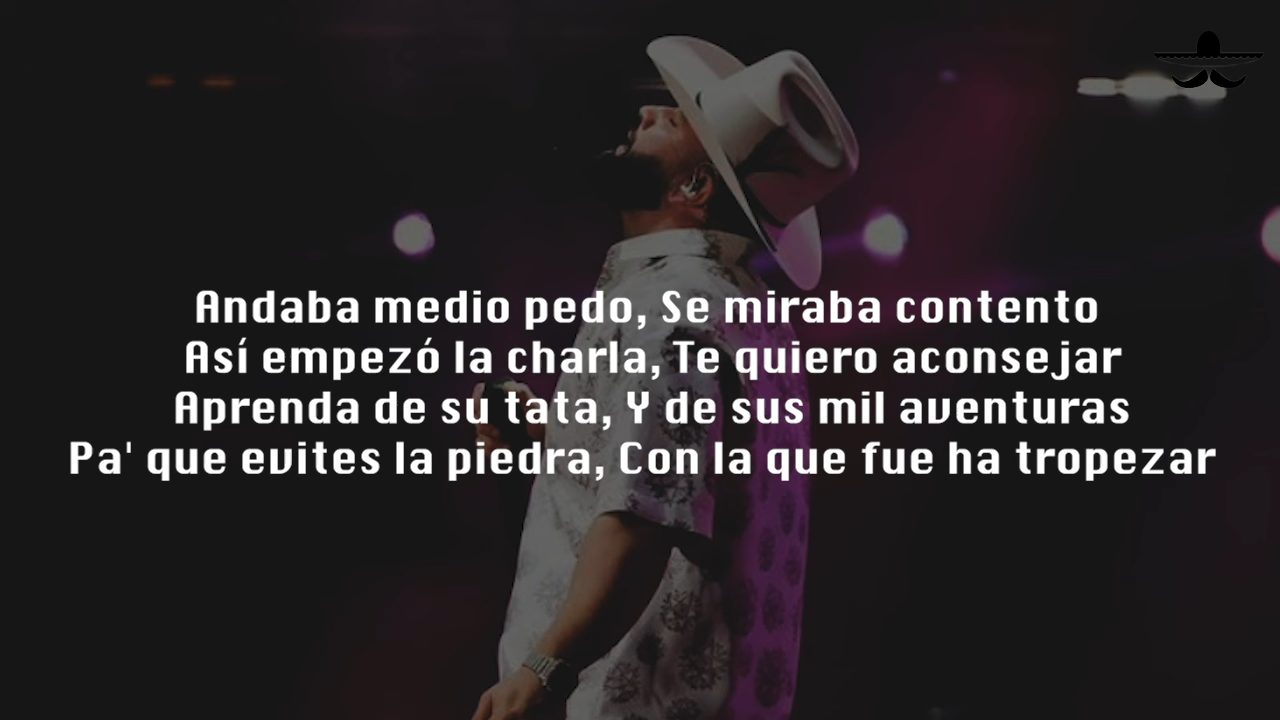 Andaba medio pedo, Se miraba contento
Así empezó la charla, Te quiero aconsejar
Aprenda de su tata, Y de sus mil aventuras
Pa' que evites la piedra, Con la que fue ha tropezar